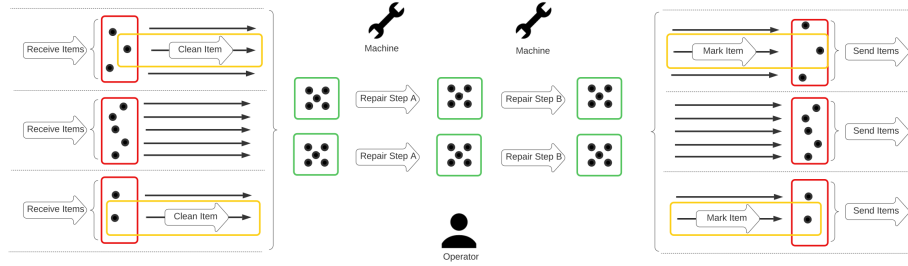 Receive Items
Clean Item
Machine
Machine
Mark Item
Send Items
Repair Step A
Repair Step B
Receive Items
Send Items
Repair Step A
Repair Step B
Receive Items
Clean Item
Mark Item
Send Items
Operator